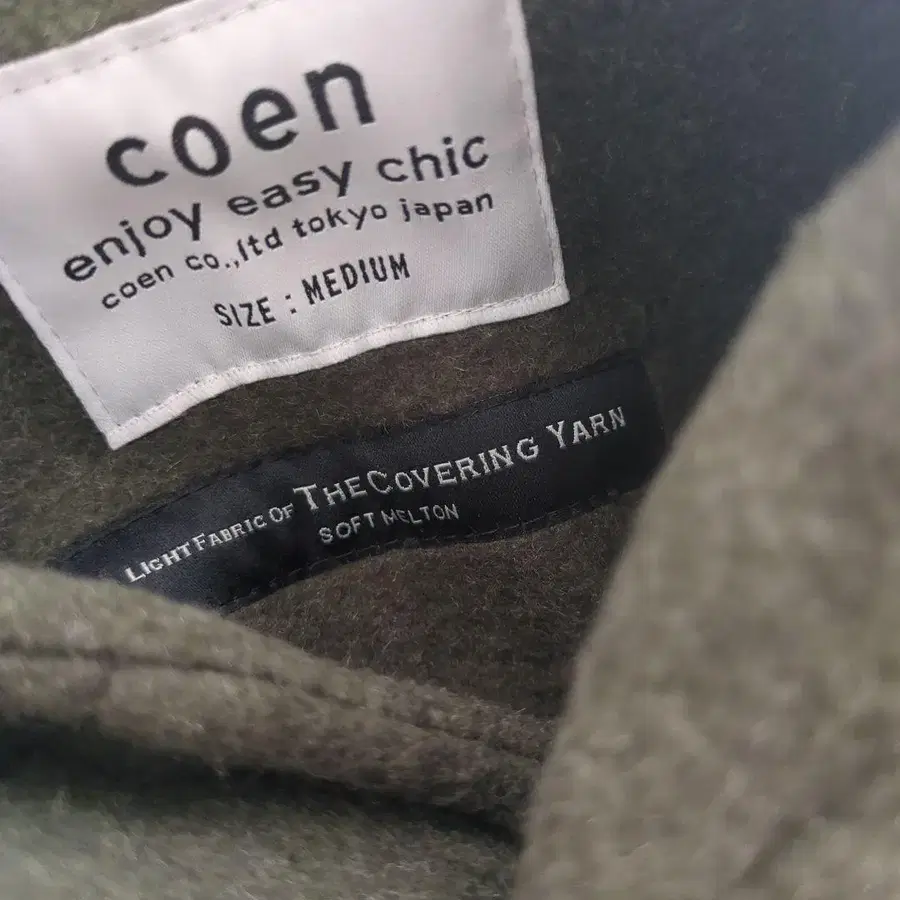 coen
enjoy easy chic
coen co.,ltd tokyo japan
SIZE : MEDIUM
LIGHT FABRIC OF THE COVERING YARN
SOFT MELTON